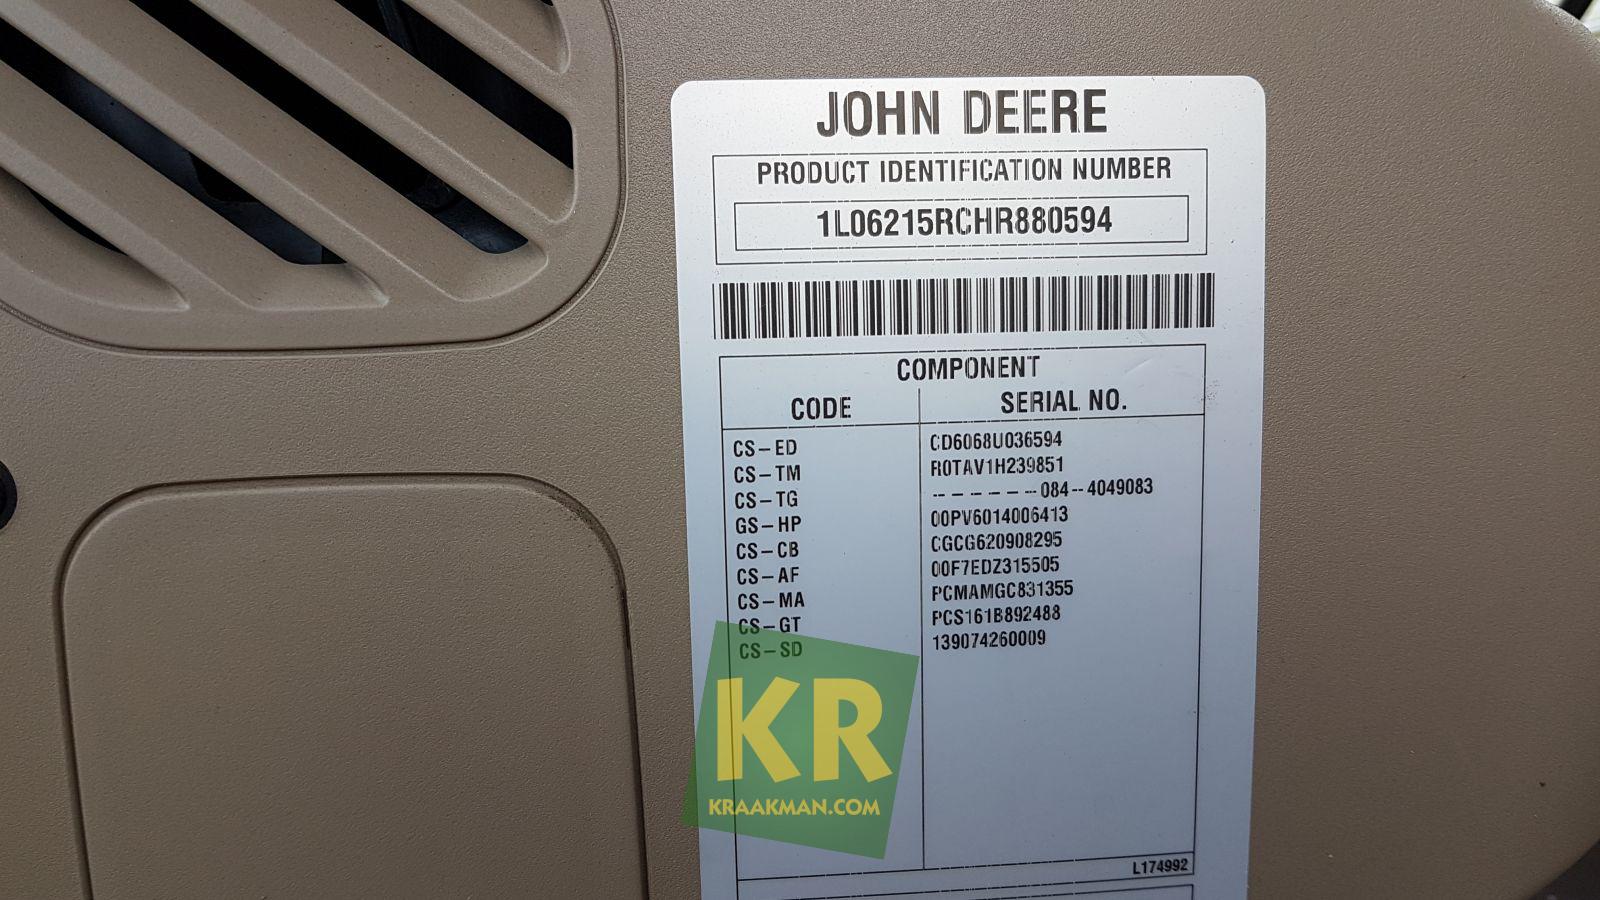 JOHN DEERE
PRODUCT IDENTIFICATION NUMBER
1L06215RCHR880594
COMPONENT
CODE SERIAL NO.
CS-ED CD6068U036594
CS-TM R0TAV1H239851
CS-TG -------084--4049083
GS-HP 00PV6014006413
CS-CB CGCG620908295
CS-AF 00F7EDZ315505
CS-MA PCMAMGC831355
CS-GT PCS161B892488
CS-SD 139074260009
KR
KRAAKMAN.COM
L174992